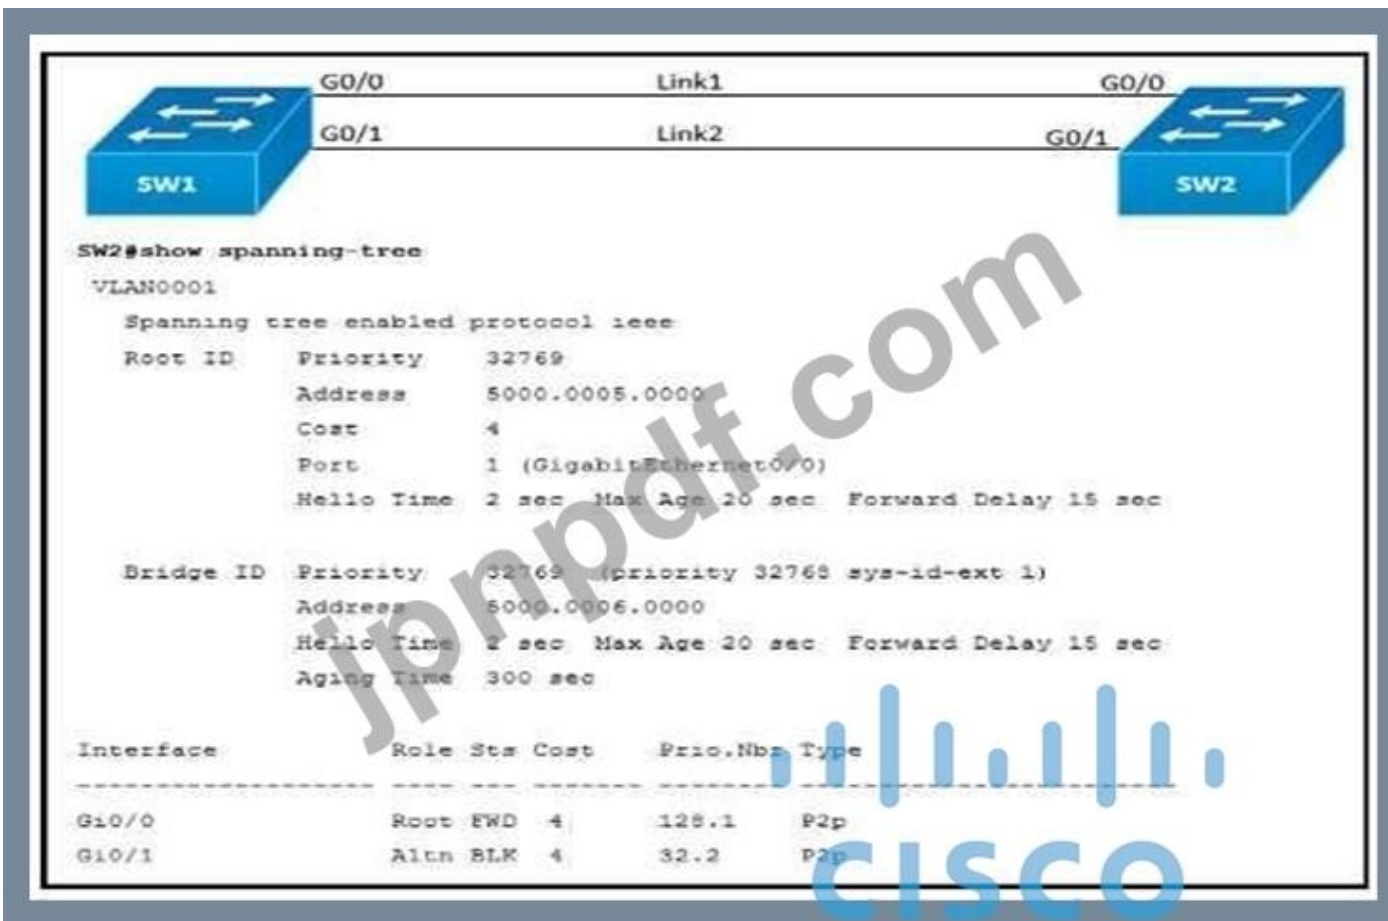 G0/0 Link1 G0/0
G0/1 Link2 G0/1
SW1 SW2
SW2#show spanning-tree
VLAN0001
Spanning tree enabled protocol ieee
Root ID Priority 32769
Address 5000.0005.0000
Cost 4
Port 1 (GigabitEthernet0/0)
Hello Time 2 sec Max Age 20 sec Forward Delay 15 sec
Bridge ID Priority 32769 (priority 32768 sys-id-ext 1)
Address 5000.0006.0000
Hello Time 2 sec Max Age 20 sec Forward Delay 15 sec
Aging Time 300 sec
Interface Role Sts Cost Prio.Nbr Type
------------------- ---- --- --------- -------- --------------------------------
Gi0/0 Root FWD 4 128.1 P2p
Gi0/1 Altn BLK 4 32.2 P2p
jpnpdf.com
CISCO